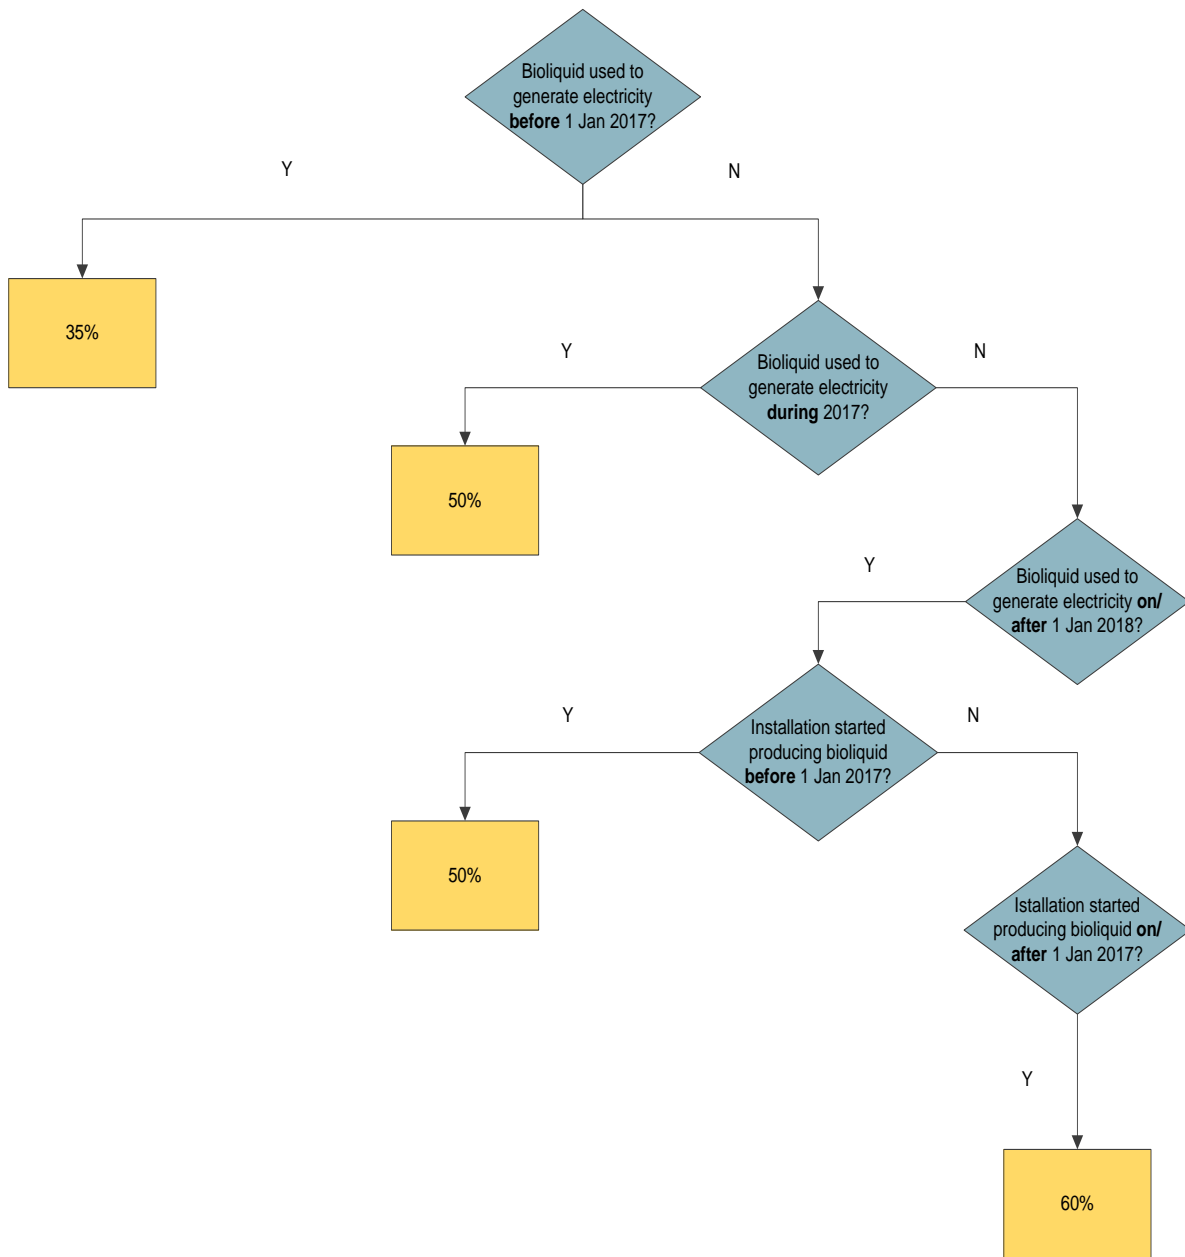 Bioliquid used to
generate electricity
before 1 Jan 2017?
Y
N
35%
Bioliquid used to
generate electricity
during 2017?
Y
N
50%
Bioliquid used to
generate electricity on/
after 1 Jan 2018?
Y
Installation started
producing bioliquid
before 1 Jan 2017?
Y
N
50%
Istallation started
producing bioliquid on/
after 1 Jan 2017?
Y
60%